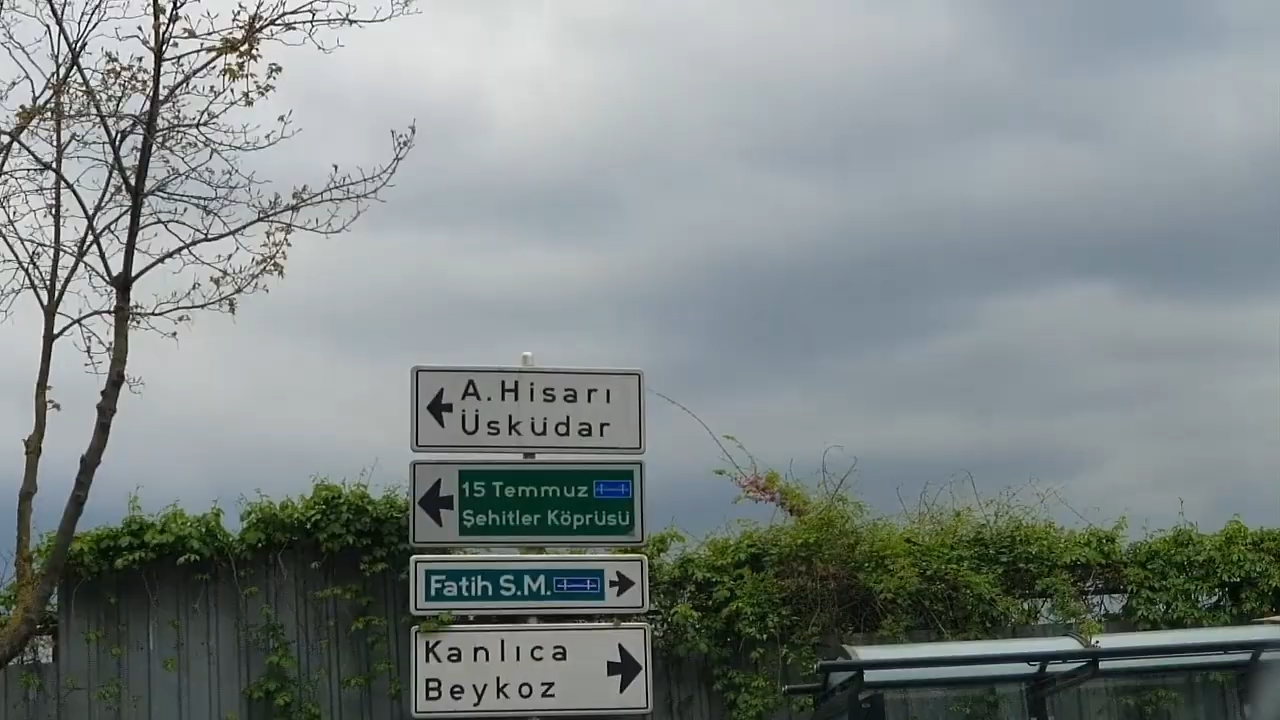 A.Hisarı
Üsküdar
15 Temmuz
Şehitler Köprüsü
Fatih S.M.
Kanlıca
Beykoz